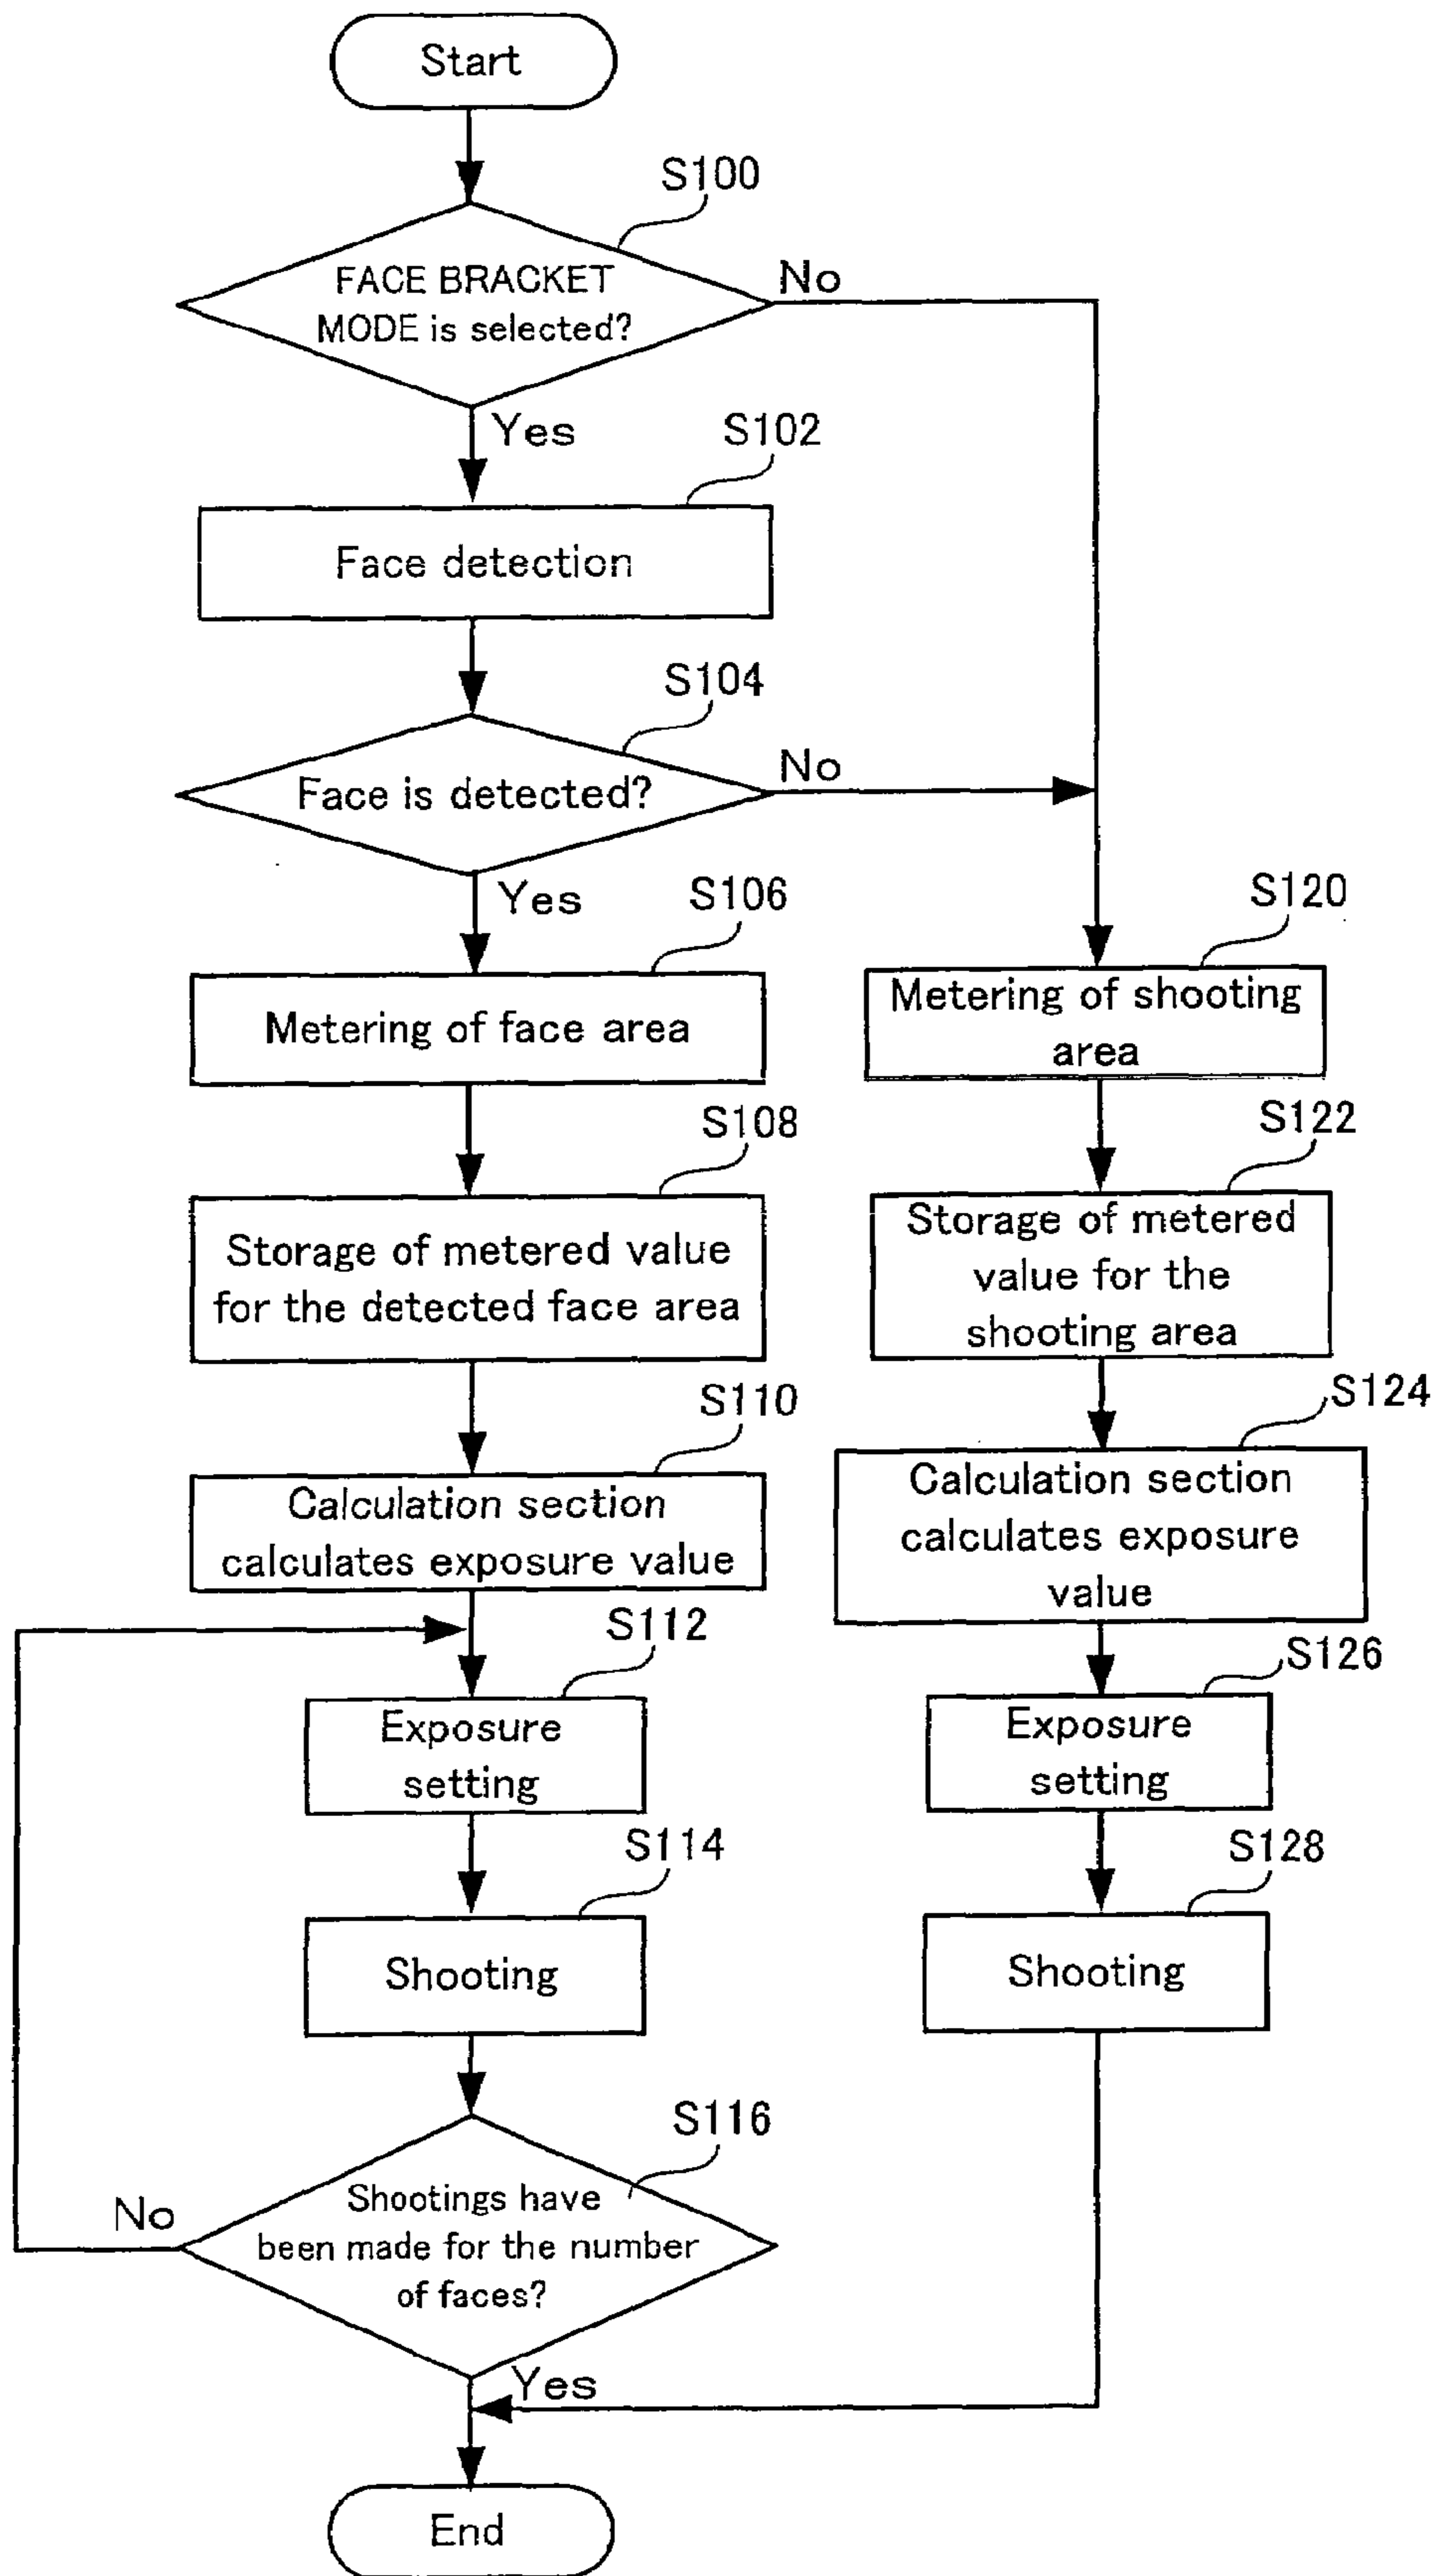 Start
S100
FACE BRACKET
MODE is selected?
No
Yes
S102
Face detection
S104
Face is detected?
No
Yes
S106
Metering of face area
S108
Storage of metered value
for the detected face area
S110
Calculation section
calculates exposure value
S112
Exposure
setting
S114
Shooting
S116
Shootings have
been made for the number
of faces?
No
Yes
S120
Metering of shooting
area
S122
Storage of metered
value for the
shooting area
S124
Calculation section
calculates exposure
value
S126
Exposure
setting
S128
Shooting
End